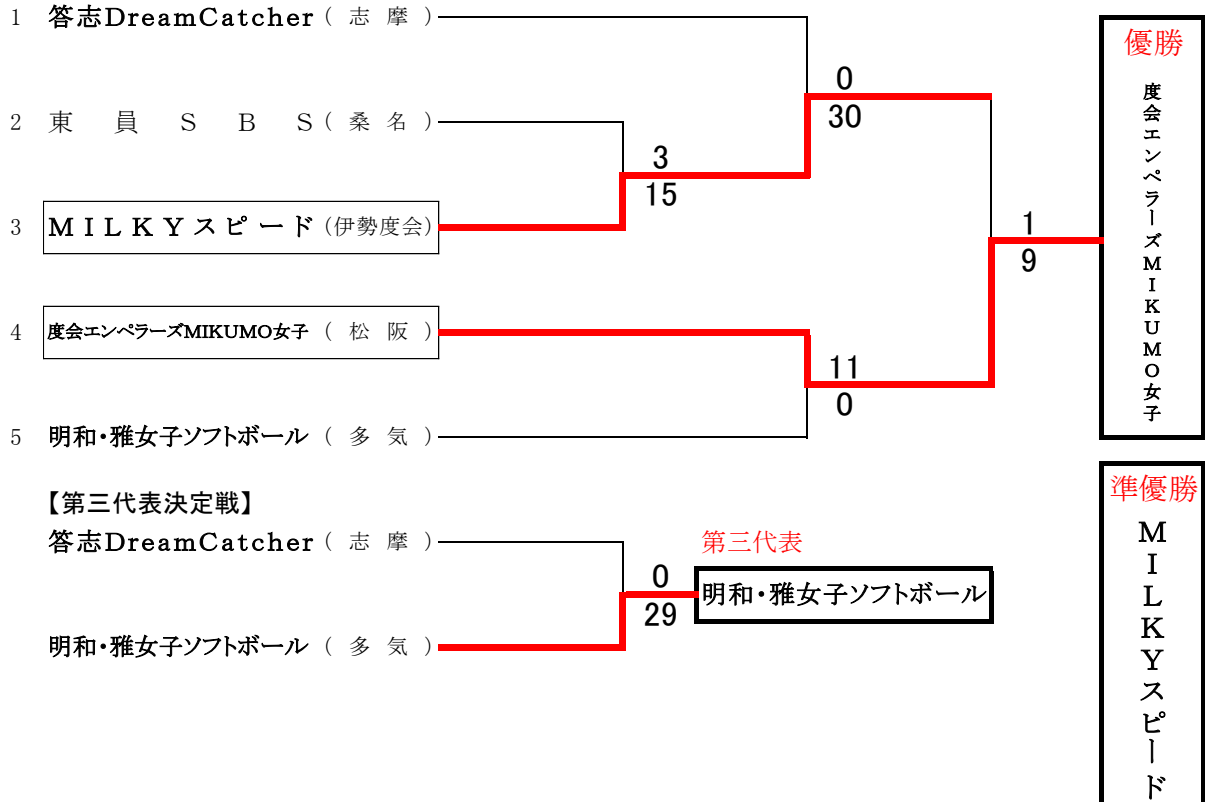 1 答志DreamCatcher（志摩）
0
30
2 東員SBS（桑名）
3
15
3 MILKYスピード（伊勢度会）
1
9
4 度会エンペラーズMIKUMO女子（松阪）
11
0
5 明和・雅女子ソフトボール（多気）
優勝
度会エンペラーズMIKUMO女子
【第三代表決定戦】
答志DreamCatcher（志摩）
0
29
明和・雅女子ソフトボール（多気）
第三代表
明和・雅女子ソフトボール
準優勝
MILKYスピード